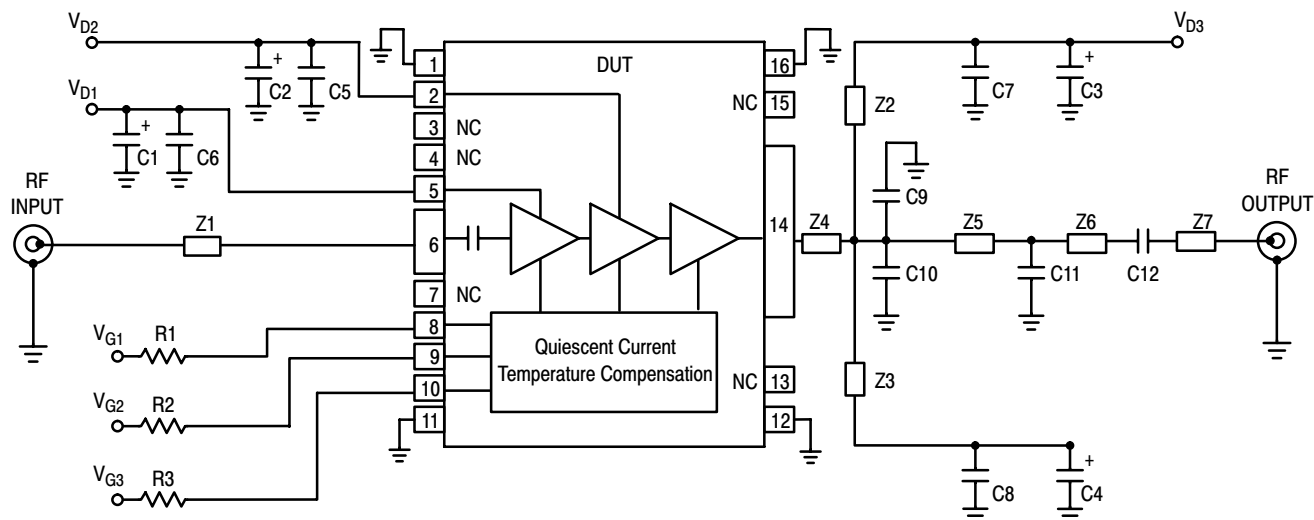 VD2
VD3
1
DUT
16
+
C2
C5
2
NC
15
Z2
C7
+
C3
VD1
3
NC
+
C1
C6
4
NC
RF
INPUT
5
C9
RF
OUTPUT
Z1
6
14
Z4
Z5
Z6
Z7
C10
C11
C12
7
NC
VG1
R1
8
Quiescent Current
Temperature Compensation
9
NC
13
Z3
10
VG2
R2
11
12
VG3
R3
C8
+
C4